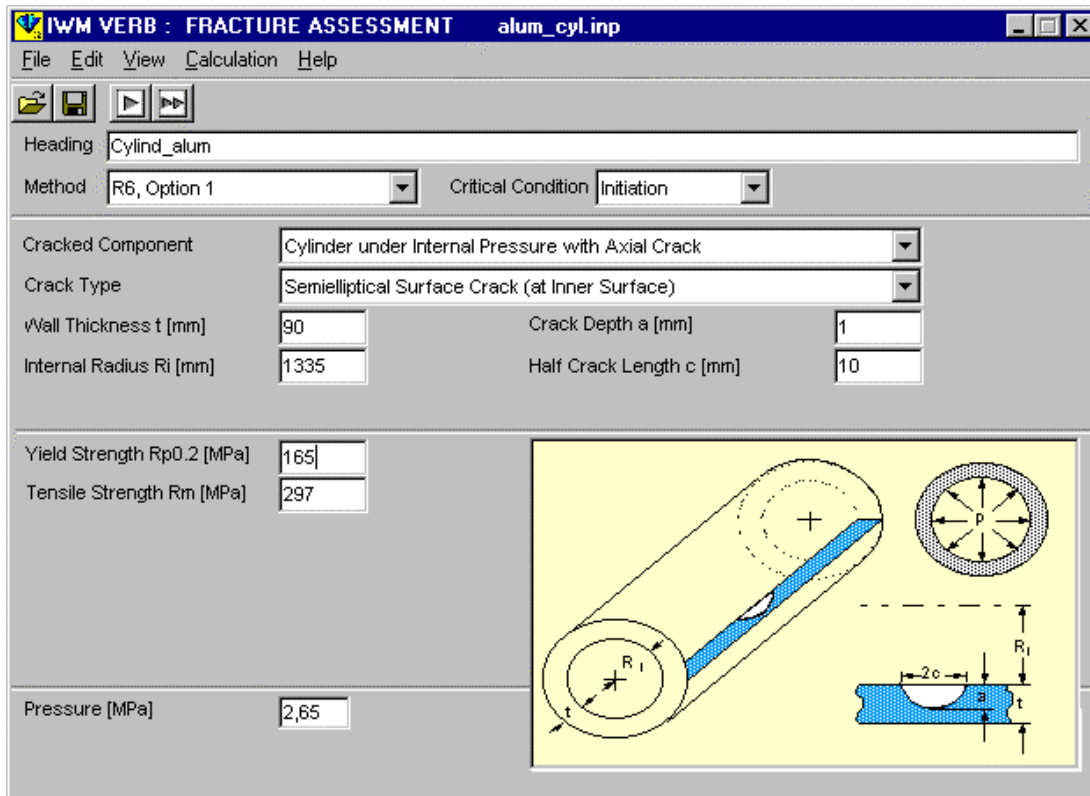 IWM VERB : FRACTURE ASSESSMENT alum_cyl.inp
File Edit View Calculation Help
Heading Cylind_alum
Method R6, Option 1 Critical Condition Initiation
Cracked Component Cylinder under Internal Pressure with Axial Crack
Crack Type Semielliptical Surface Crack (at Inner Surface)
Wall Thickness t [mm] 90 Crack Depth a [mm] 1
Internal Radius Ri [mm] 1335 Half Crack Length c [mm] 10
Yield Strength Rp0.2 [MPa] 165
Tensile Strength Rm [MPa] 297
p
R I
t
R I
2c
a
t
Pressure [MPa] 2,65